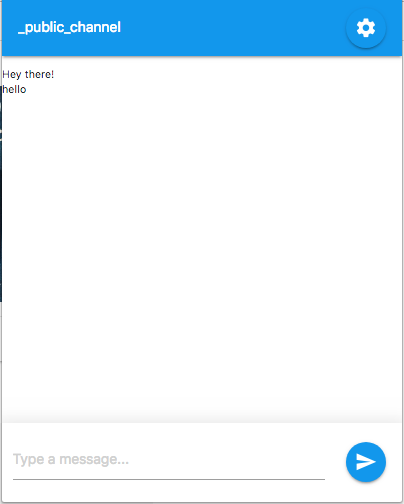 _public_channel
Hey there!
hello
Type a message...